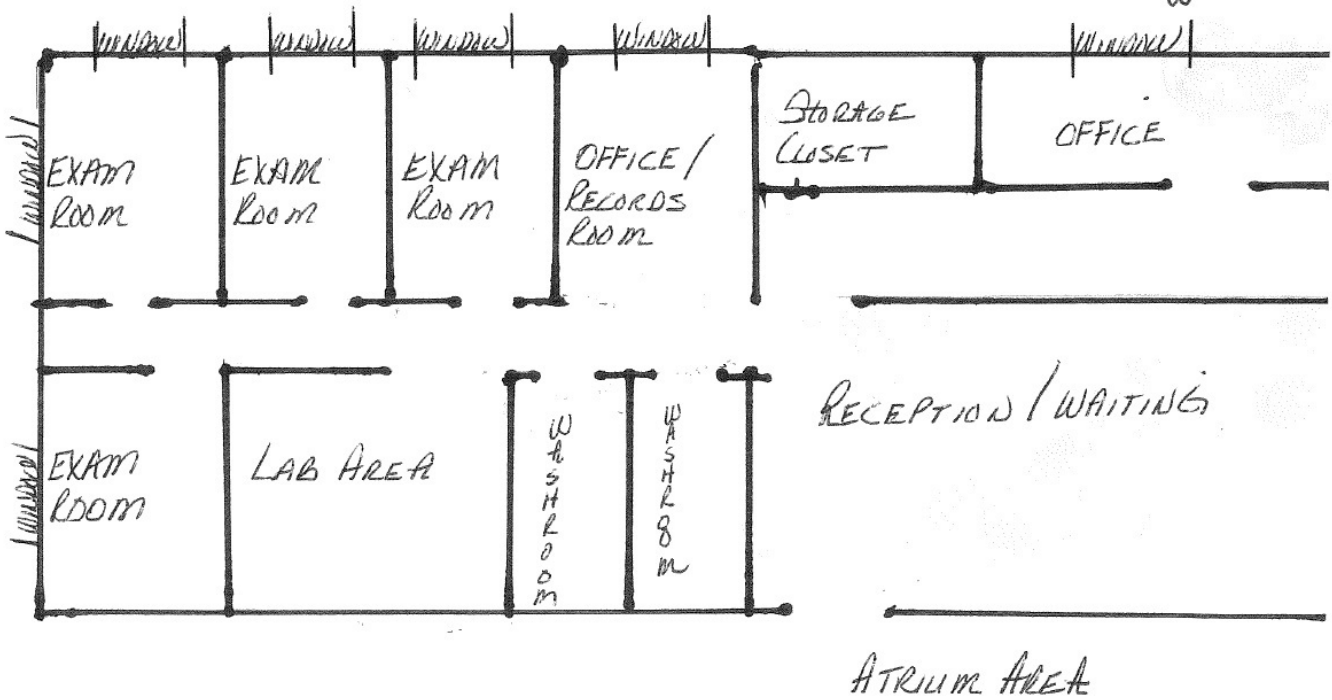 WINDOW
WINDOW
WINDOW
WINDOW
WINDOW
STORAGE
CLOSET
OFFICE
WINDOW
EXAM
ROOM
EXAM
ROOM
EXAM
ROOM
OFFICE /
RECORDS
ROOM
RECEPTION / WAITING
WINDOW
EXAM
ROOM
LAB AREA
WASHROOM
WASHROOM
ATRIUM AREA